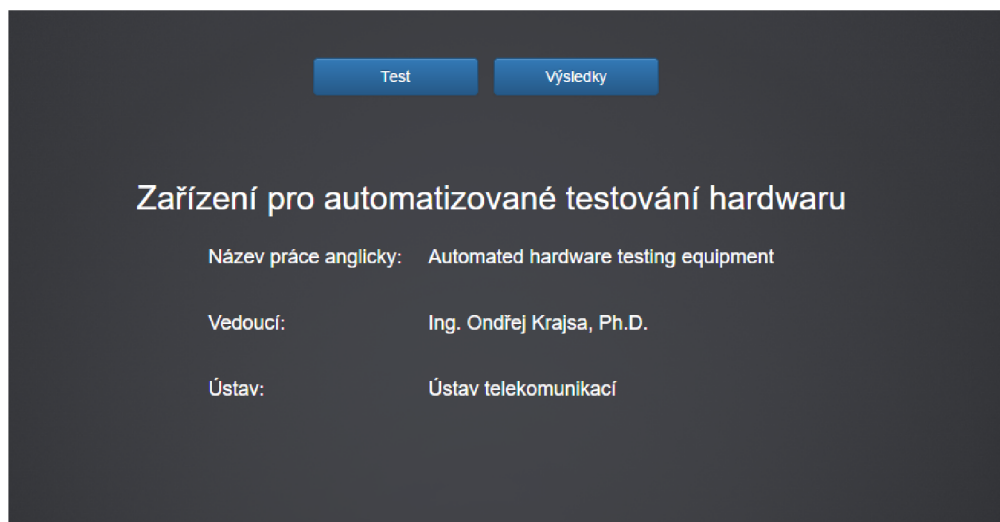 Test Výsledky
Zařízení pro automatizované testování hardwaru
Název práce anglicky: Automated hardware testing equipment
Vedoucí: Ing. Ondřej Krajsa, Ph.D.
Ústav: Ústav telekomunikací